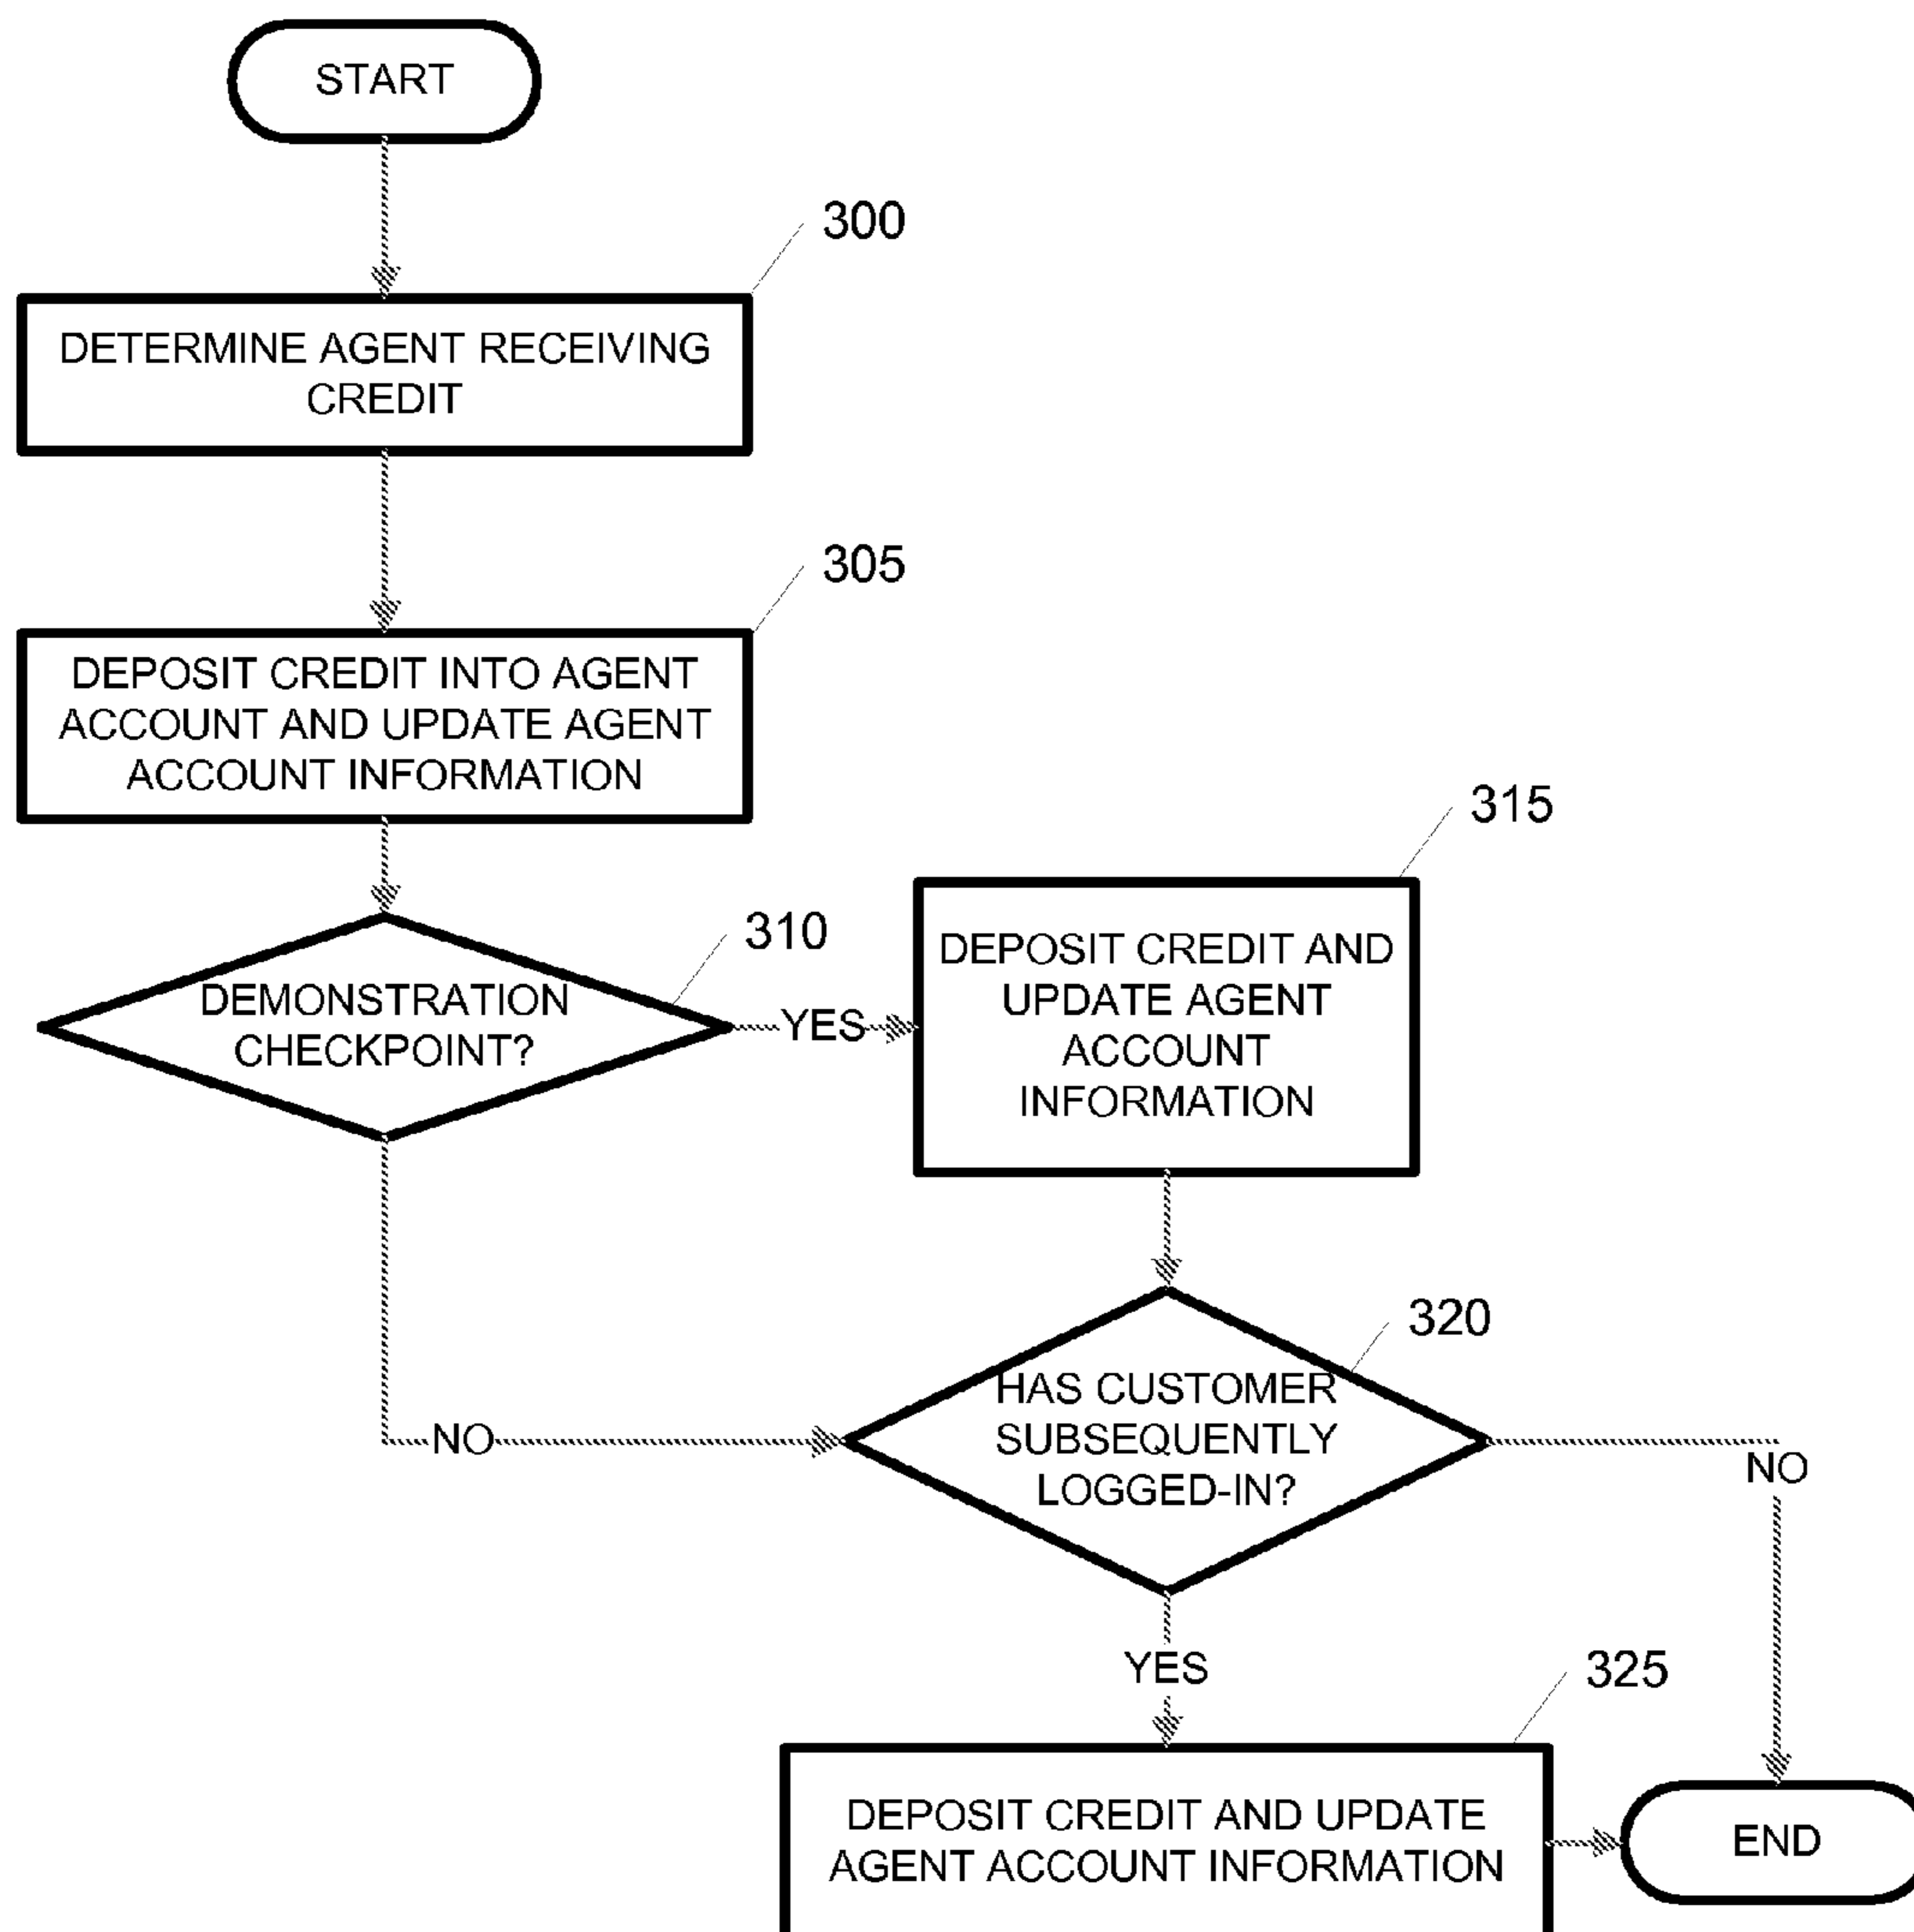 START
300
DETERMINE AGENT RECEIVING
CREDIT
305
DEPOSIT CREDIT INTO AGENT
ACCOUNT AND UPDATE AGENT
ACCOUNT INFORMATION
310
DEMONSTRATION
CHECKPOINT?
YES
315
DEPOSIT CREDIT AND
UPDATE AGENT
ACCOUNT
INFORMATION
NO
320
HAS CUSTOMER
SUBSEQUENTLY
LOGGED-IN?
NO
YES
325
DEPOSIT CREDIT AND UPDATE
AGENT ACCOUNT INFORMATION
END